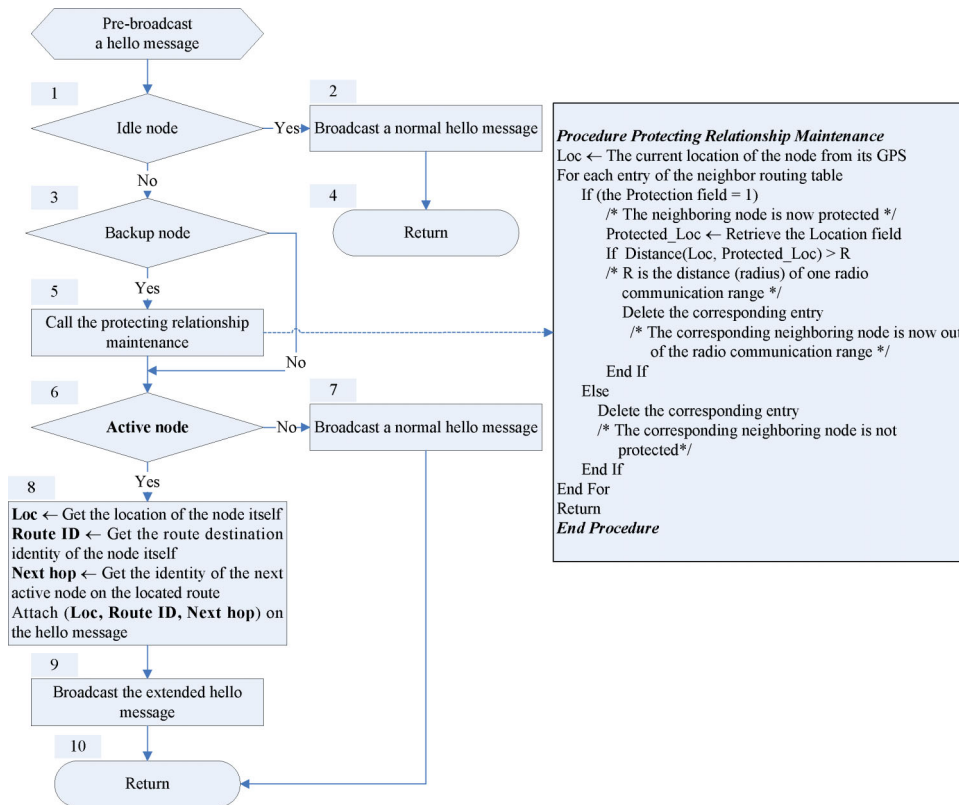 Pre-broadcast
a hello message
1
Idle node
Yes
No
2
Broadcast a normal hello message
4
Return
3
Backup node
Yes
No
5
Call the protecting relationship
maintenance
6
Active node
No
Yes
7
Broadcast a normal hello message
8
Loc ← Get the location of the node itself
Route ID ← Get the route destination
identity of the node itself
Next hop ← Get the identity of the next
active node on the located route
Attach (Loc, Route ID, Next hop) on
the hello message
9
Broadcast the extended hello
message
10
Return
Procedure Protecting Relationship Maintenance
Loc ← The current location of the node from its GPS
For each entry of the neighbor routing table
If (the Protection field = 1)
/* The neighboring node is now protected */
Protected_Loc ← Retrieve the Location field
If Distance(Loc, Protected_Loc) > R
/* R is the distance (radius) of one radio
communication range */
Delete the corresponding entry
/* The corresponding neighboring node is now out
of the radio communication range */
End If
Else
Delete the corresponding entry
/* The corresponding neighboring node is not
protected*/
End If
End For
Return
End Procedure